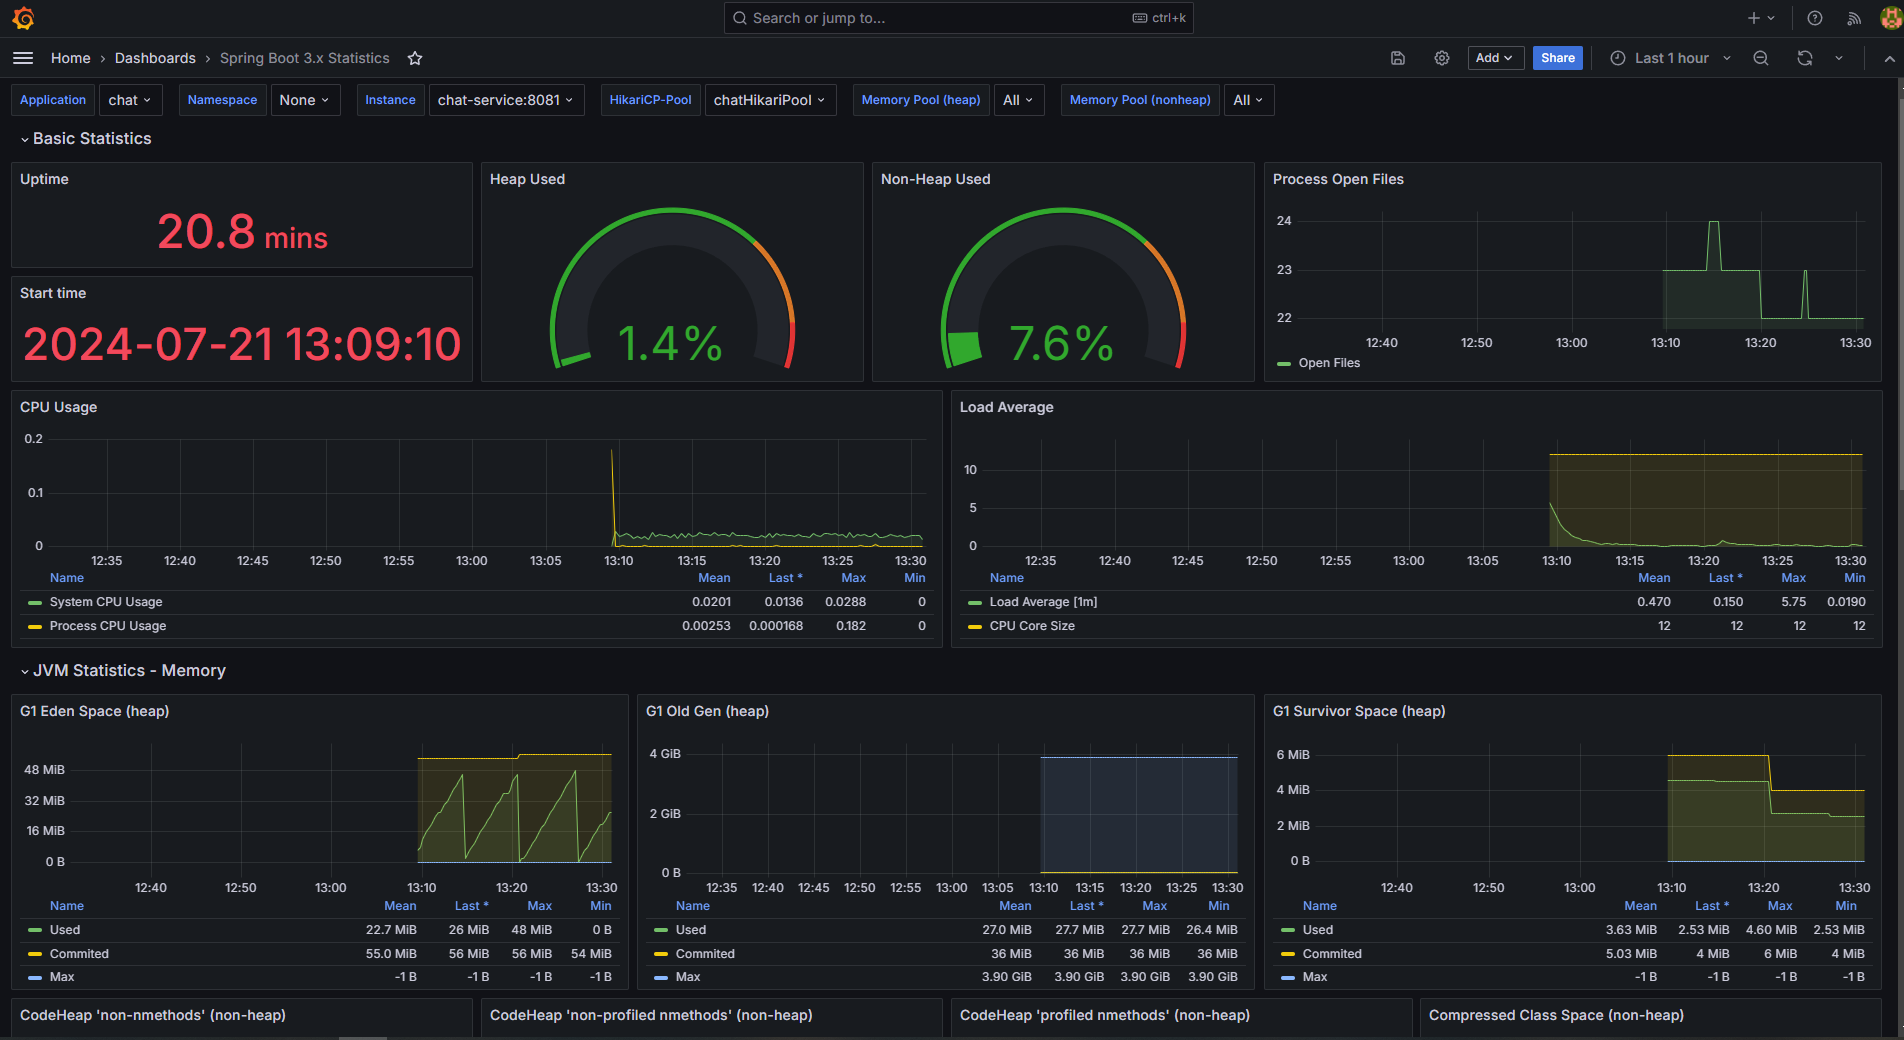 Search or jump to...
ctrl+k
Home › Dashboards › Spring Boot 3.x Statistics
Add
Share
Last 1 hour
Application chat
Namespace None
Instance chat-service:8081
HikariCP-Pool chatHikariPool
Memory Pool (heap) All
Memory Pool (nonheap) All
Basic Statistics
Uptime
20.8 mins
Start time
2024-07-21 13:09:10
Heap Used
1.4%
Non-Heap Used
7.6%
Process Open Files
24
23
22
12:40 12:50 13:00 13:10 13:20 13:30
Open Files
CPU Usage
0.2
0.1
0
12:35 12:40 12:45 12:50 12:55 13:00 13:05 13:10 13:15 13:20 13:25 13:30
Name Mean Last * Max Min
System CPU Usage 0.0201 0.0136 0.0288 0
Process CPU Usage 0.00253 0.000168 0.182 0
Load Average
10
5
0
12:35 12:40 12:45 12:50 12:55 13:00 13:05 13:10 13:15 13:20 13:25 13:30
Name Mean Last * Max Min
Load Average [1m] 0.470 0.150 5.75 0.0190
CPU Core Size 12 12 12 12
JVM Statistics - Memory
G1 Eden Space (heap)
48 MiB
32 MiB
16 MiB
0 B
12:40 12:50 13:00 13:10 13:20 13:30
Name Mean Last * Max Min
Used 22.7 MiB 26 MiB 48 MiB 0 B
Commited 55.0 MiB 56 MiB 56 MiB 54 MiB
Max -1 B -1 B -1 B -1 B
G1 Old Gen (heap)
4 GiB
2 GiB
0 B
12:35 12:40 12:45 12:50 12:55 13:00 13:05 13:10 13:15 13:20 13:25 13:30
Name Mean Last * Max Min
Used 27.0 MiB 27.7 MiB 27.7 MiB 26.4 MiB
Commited 36 MiB 36 MiB 36 MiB 36 MiB
Max 3.90 GiB 3.90 GiB 3.90 GiB 3.90 GiB
G1 Survivor Space (heap)
6 MiB
4 MiB
2 MiB
0 B
12:40 12:50 13:00 13:10 13:20 13:30
Name Mean Last * Max Min
Used 3.63 MiB 2.53 MiB 4.60 MiB 2.53 MiB
Commited 5.03 MiB 4 MiB 6 MiB 4 MiB
Max -1 B -1 B -1 B -1 B
CodeHeap 'non-nmethods' (non-heap)
CodeHeap 'non-profiled nmethods' (non-heap)
CodeHeap 'profiled nmethods' (non-heap)
Compressed Class Space (non-heap)